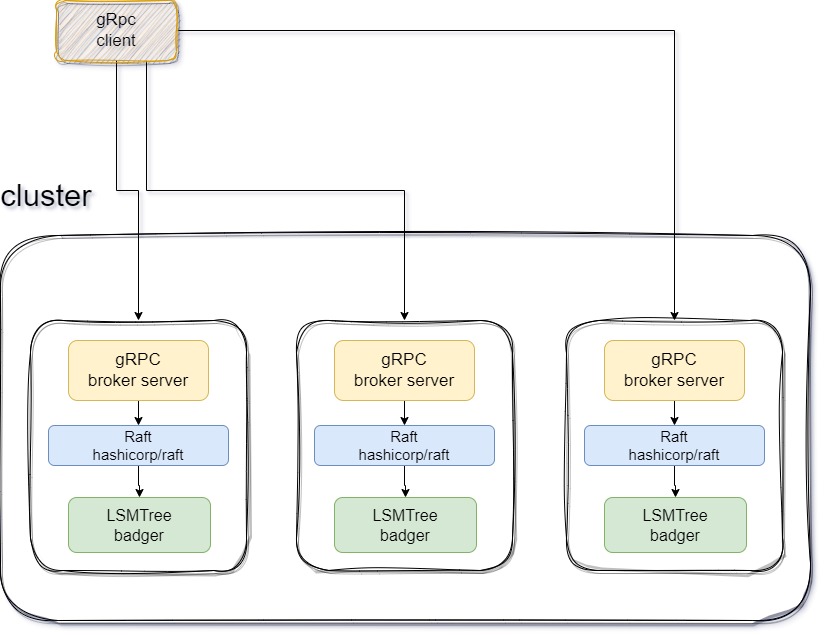 gRpc
client
cluster
gRPC
broker server
Raft
hashicorp/raft
LSMTree
badger
gRPC
broker server
Raft
hashicorp/raft
LSMTree
badger
gRPC
broker server
Raft
hashicorp/raft
LSMTree
badger